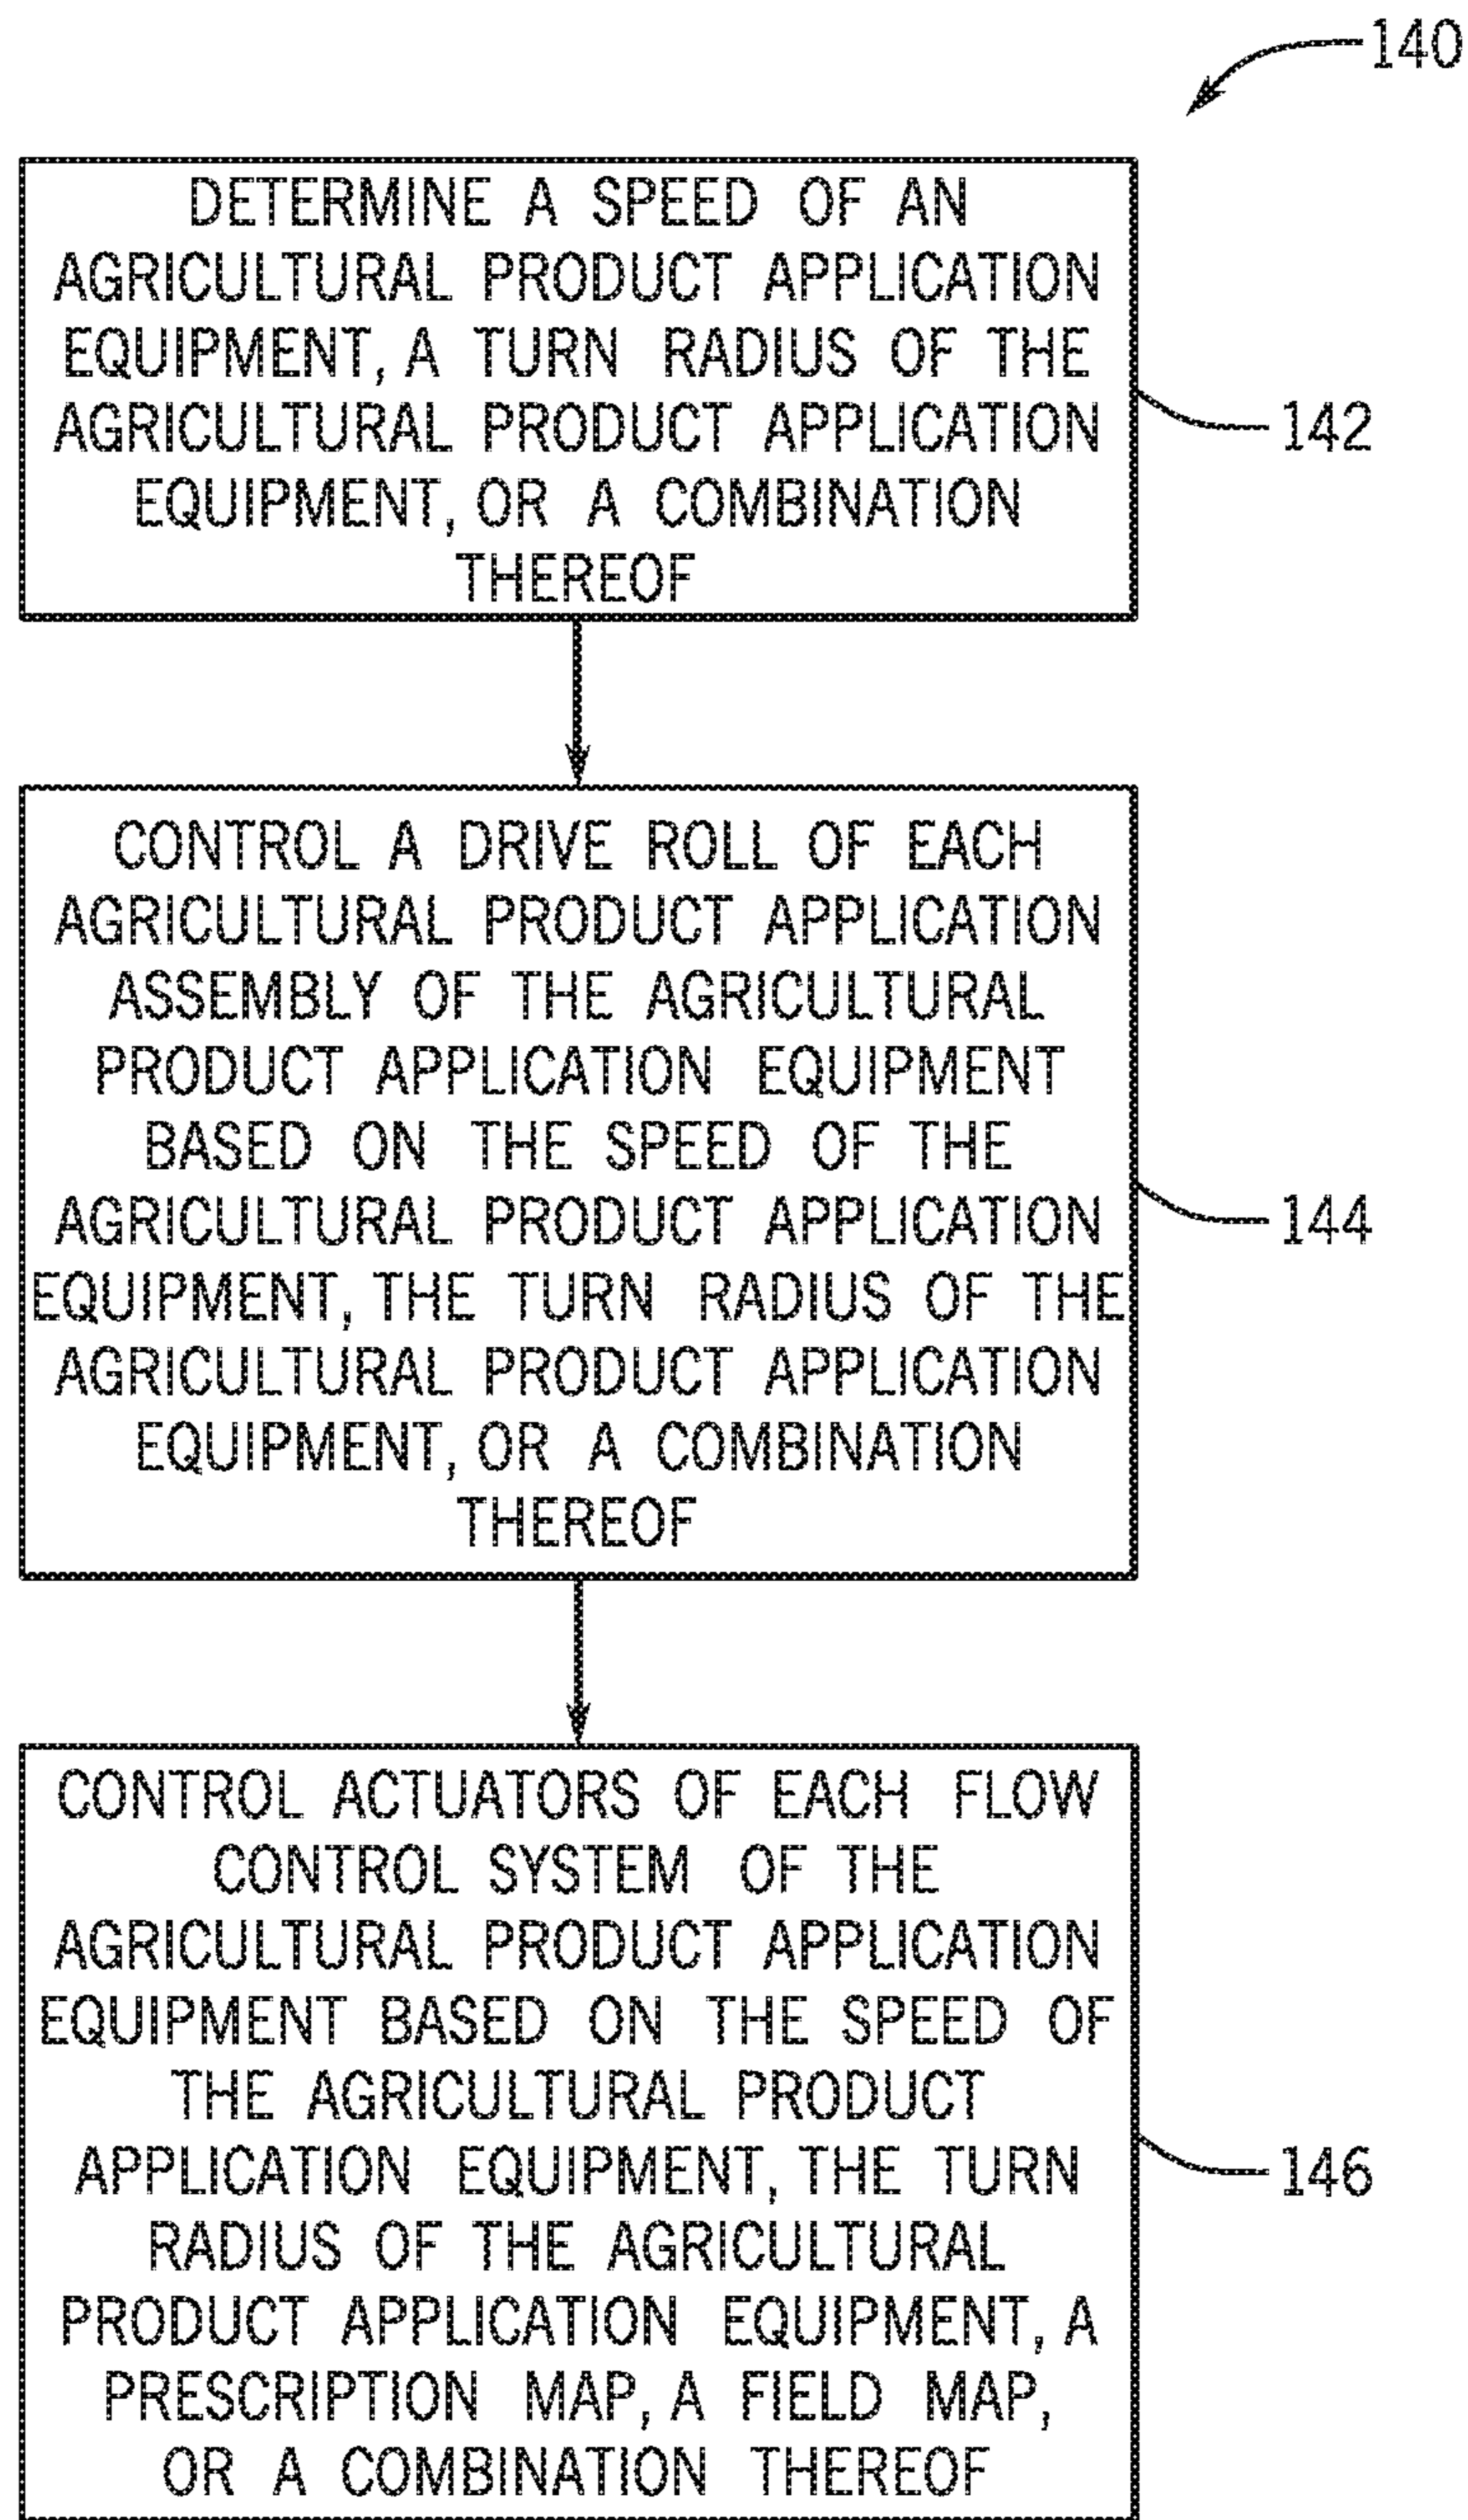 140
DETERMINE A SPEED OF AN
AGRICULTURAL PRODUCT APPLICATION
EQUIPMENT, A TURN RADIUS OF THE
AGRICULTURAL PRODUCT APPLICATION
EQUIPMENT, OR A COMBINATION
THEREOF
142
CONTROL A DRIVE ROLL OF EACH
AGRICULTURAL PRODUCT APPLICATION
ASSEMBLY OF THE AGRICULTURAL
PRODUCT APPLICATION EQUIPMENT
BASED ON THE SPEED OF THE
AGRICULTURAL PRODUCT APPLICATION
EQUIPMENT, THE TURN RADIUS OF THE
AGRICULTURAL PRODUCT APPLICATION
EQUIPMENT, OR A COMBINATION
THEREOF
144
CONTROL ACTUATORS OF EACH FLOW
CONTROL SYSTEM OF THE
AGRICULTURAL PRODUCT APPLICATION
EQUIPMENT BASED ON THE SPEED OF
THE AGRICULTURAL PRODUCT
APPLICATION EQUIPMENT, THE TURN
RADIUS OF THE AGRICULTURAL
PRODUCT APPLICATION EQUIPMENT, A
PRESCRIPTION MAP, A FIELD MAP,
OR A COMBINATION THEREOF
146